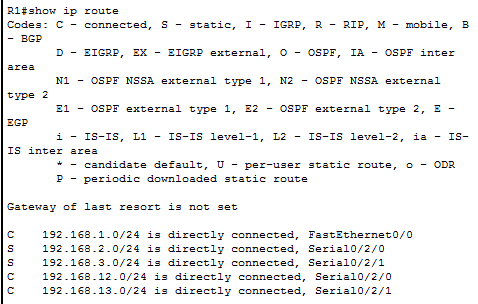 R1#show ip route
Codes: C - connected, S - static, I - IGRP, R - RIP, M - mobile, B
- BGP
D - EIGRP, EX - EIGRP external, O - OSPF, IA - OSPF inter
area
N1 - OSPF NSSA external type 1, N2 - OSPF NSSA external
type 2
E1 - OSPF external type 1, E2 - OSPF external type 2, E -
EGP
i - IS-IS, L1 - IS-IS level-1, L2 - IS-IS level-2, ia - IS-
IS inter area
* - candidate default, U - per-user static route, o - ODR
P - periodic downloaded static route
Gateway of last resort is not set
C 192.168.1.0/24 is directly connected, FastEthernet0/0
S 192.168.2.0/24 is directly connected, Serial0/2/0
S 192.168.3.0/24 is directly connected, Serial0/2/1
C 192.168.12.0/24 is directly connected, Serial0/2/0
C 192.168.13.0/24 is directly connected, Serial0/2/1